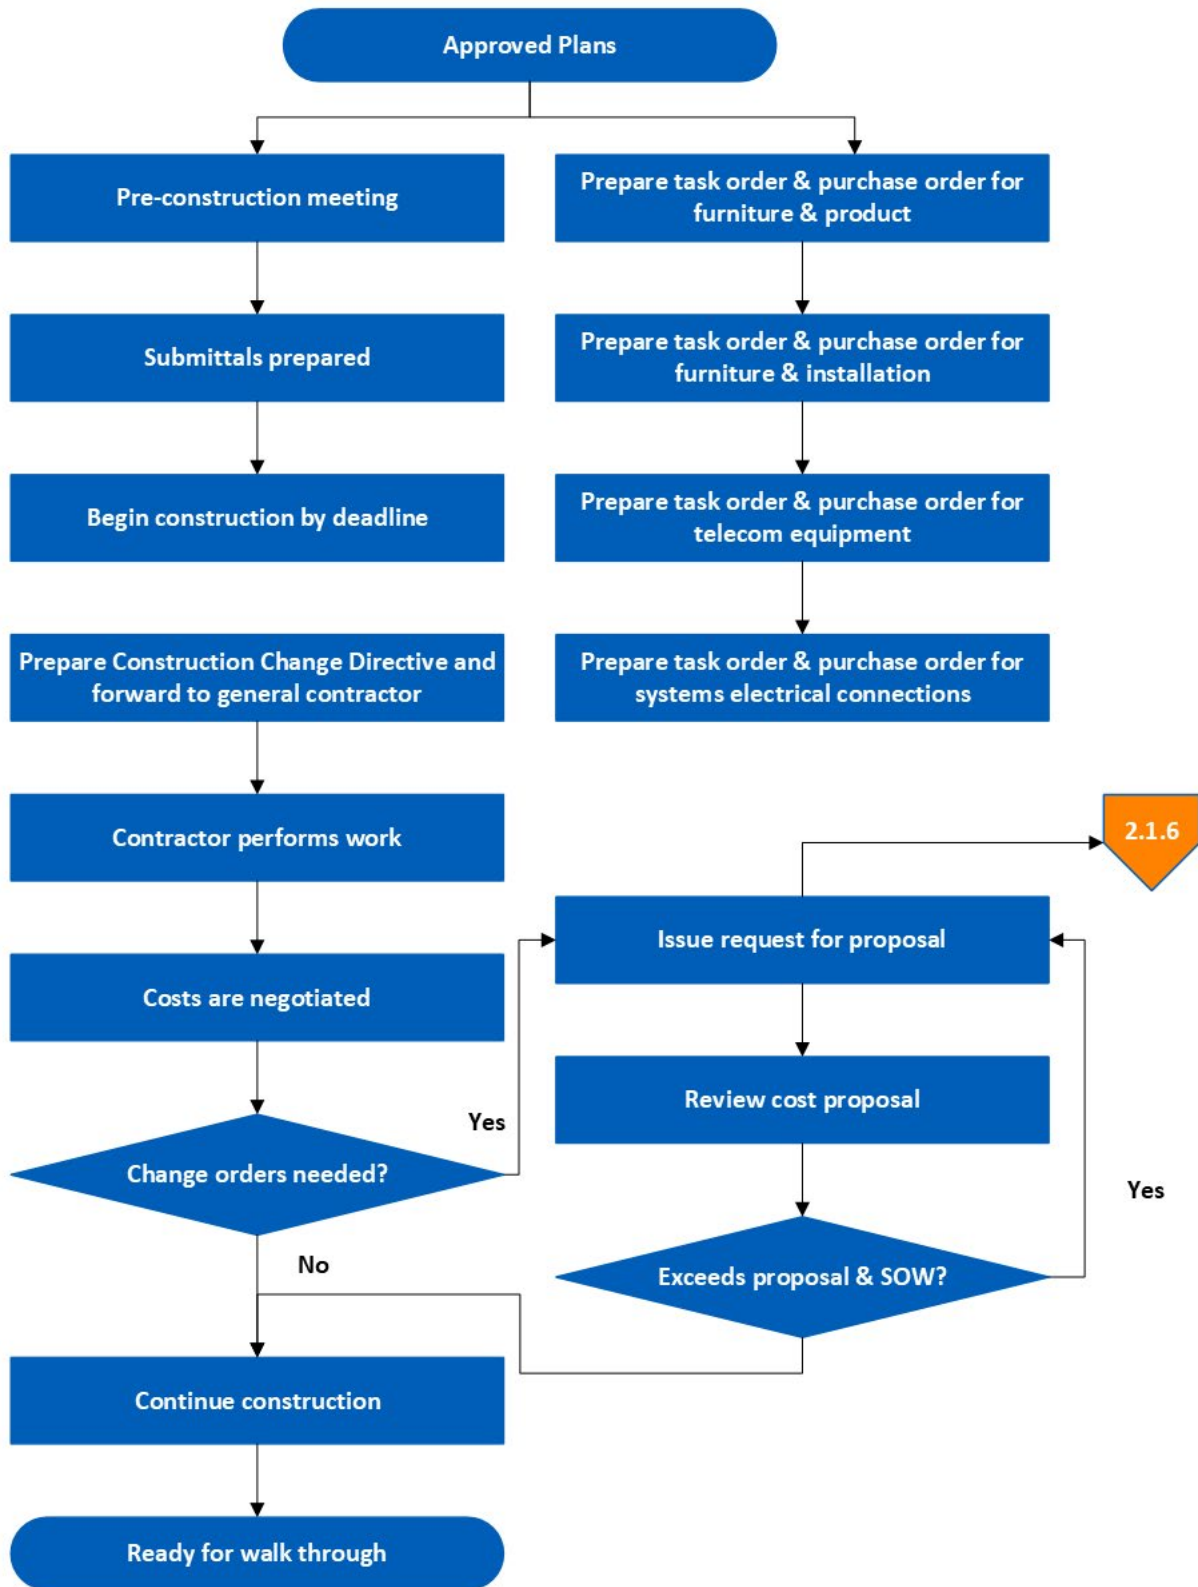 Approved Plans
Pre-construction meeting
Prepare task order & purchase order for
furniture & product
Submittals prepared
Prepare task order & purchase order for
furniture & installation
Begin construction by deadline
Prepare task order & purchase order for
telecom equipment
Prepare Construction Change Directive and
forward to general contractor
Prepare task order & purchase order for
systems electrical connections
Contractor performs work
2.1.6
Issue request for proposal
Costs are negotiated
Review cost proposal
Yes
Change orders needed?
Yes
No
Exceeds proposal & SOW?
Continue construction
Ready for walk through